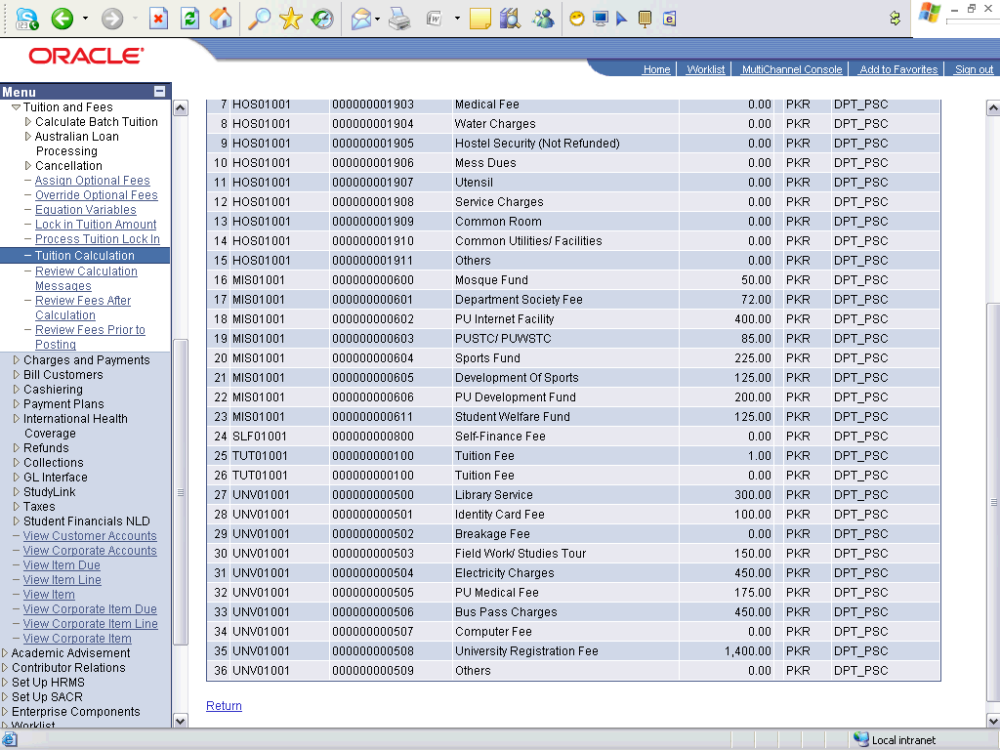 ORACLE®
Home
Worklist
MultiChannel Console
Add to Favorites
Sign out
Menu
Tuition and Fees
Calculate Batch Tuition
Australian Loan
Processing
Cancellation
Assign Optional Fees
Override Optional Fees
Equation Variables
Lock in Tuition Amount
Process Tuition Lock In
Tuition Calculation
Review Calculation
Messages
Review Fees After
Calculation
Review Fees Prior to
Posting
Charges and Payments
Bill Customers
Cashiering
Payment Plans
International Health
Coverage
Refunds
Collections
GL Interface
StudyLink
Taxes
Student Financials NLD
View Customer Accounts
View Corporate Accounts
View Item Due
View Item Line
View Item
View Corporate Item Due
View Corporate Item Line
View Corporate Item
Academic Advisement
Contributor Relations
Set Up HRMS
Set Up SACR
Enterprise Components
Worklist
7 HOS01001 000000001903 Medical Fee 0.00 PKR DPT_PSC
8 HOS01001 000000001904 Water Charges 0.00 PKR DPT_PSC
9 HOS01001 000000001905 Hostel Security (Not Refunded) 0.00 PKR DPT_PSC
10 HOS01001 000000001906 Mess Dues 0.00 PKR DPT_PSC
11 HOS01001 000000001907 Utensil 0.00 PKR DPT_PSC
12 HOS01001 000000001908 Service Charges 0.00 PKR DPT_PSC
13 HOS01001 000000001909 Common Room 0.00 PKR DPT_PSC
14 HOS01001 000000001910 Common Utilities/ Facilities 0.00 PKR DPT_PSC
15 HOS01001 000000001911 Others 0.00 PKR DPT_PSC
16 MIS01001 000000000600 Mosque Fund 50.00 PKR DPT_PSC
17 MIS01001 000000000601 Department Society Fee 72.00 PKR DPT_PSC
18 MIS01001 000000000602 PU Internet Facility 400.00 PKR DPT_PSC
19 MIS01001 000000000603 PUSTC/ PUWSTC 85.00 PKR DPT_PSC
20 MIS01001 000000000604 Sports Fund 225.00 PKR DPT_PSC
21 MIS01001 000000000605 Development Of Sports 125.00 PKR DPT_PSC
22 MIS01001 000000000606 PU Development Fund 200.00 PKR DPT_PSC
23 MIS01001 000000000611 Student Welfare Fund 125.00 PKR DPT_PSC
24 SLF01001 000000000800 Self-Finance Fee 0.00 PKR DPT_PSC
25 TUT01001 000000000100 Tuition Fee 1.00 PKR DPT_PSC
26 TUT01001 000000000100 Tuition Fee 0.00 PKR DPT_PSC
27 UNV01001 000000000500 Library Service 300.00 PKR DPT_PSC
28 UNV01001 000000000501 Identity Card Fee 100.00 PKR DPT_PSC
29 UNV01001 000000000502 Breakage Fee 0.00 PKR DPT_PSC
30 UNV01001 000000000503 Field Work/ Studies Tour 150.00 PKR DPT_PSC
31 UNV01001 000000000504 Electricity Charges 450.00 PKR DPT_PSC
32 UNV01001 000000000505 PU Medical Fee 175.00 PKR DPT_PSC
33 UNV01001 000000000506 Bus Pass Charges 450.00 PKR DPT_PSC
34 UNV01001 000000000507 Computer Fee 0.00 PKR DPT_PSC
35 UNV01001 000000000508 University Registration Fee 1,400.00 PKR DPT_PSC
36 UNV01001 000000000509 Others 0.00 PKR DPT_PSC
Return
Local intranet